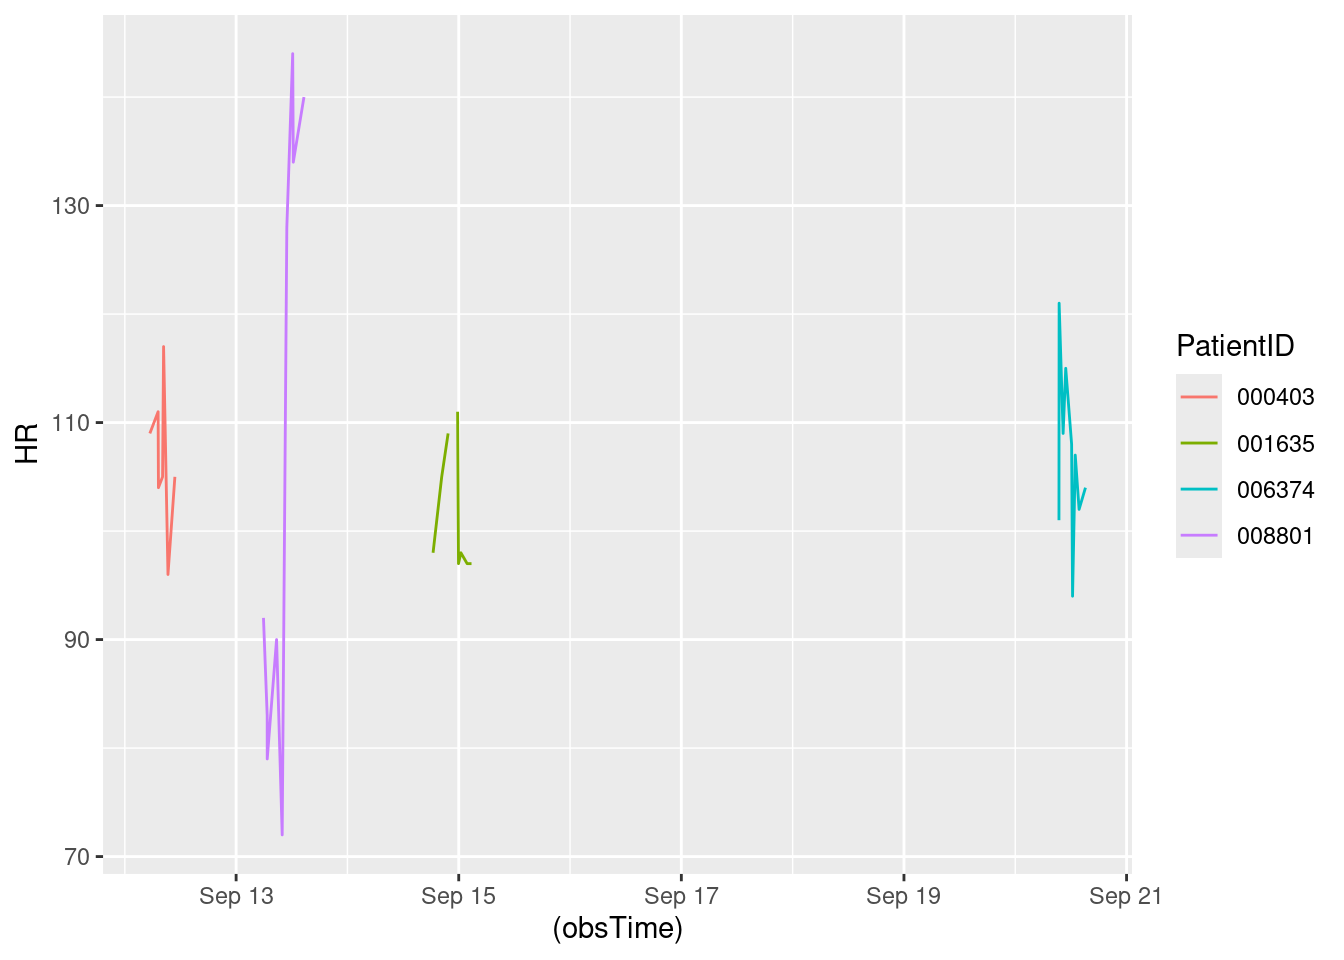 HR
130
110
90
70
Sep 13
Sep 15
Sep 17
Sep 19
Sep 21
(obsTime)
PatientID
000403
001635
006374
008801